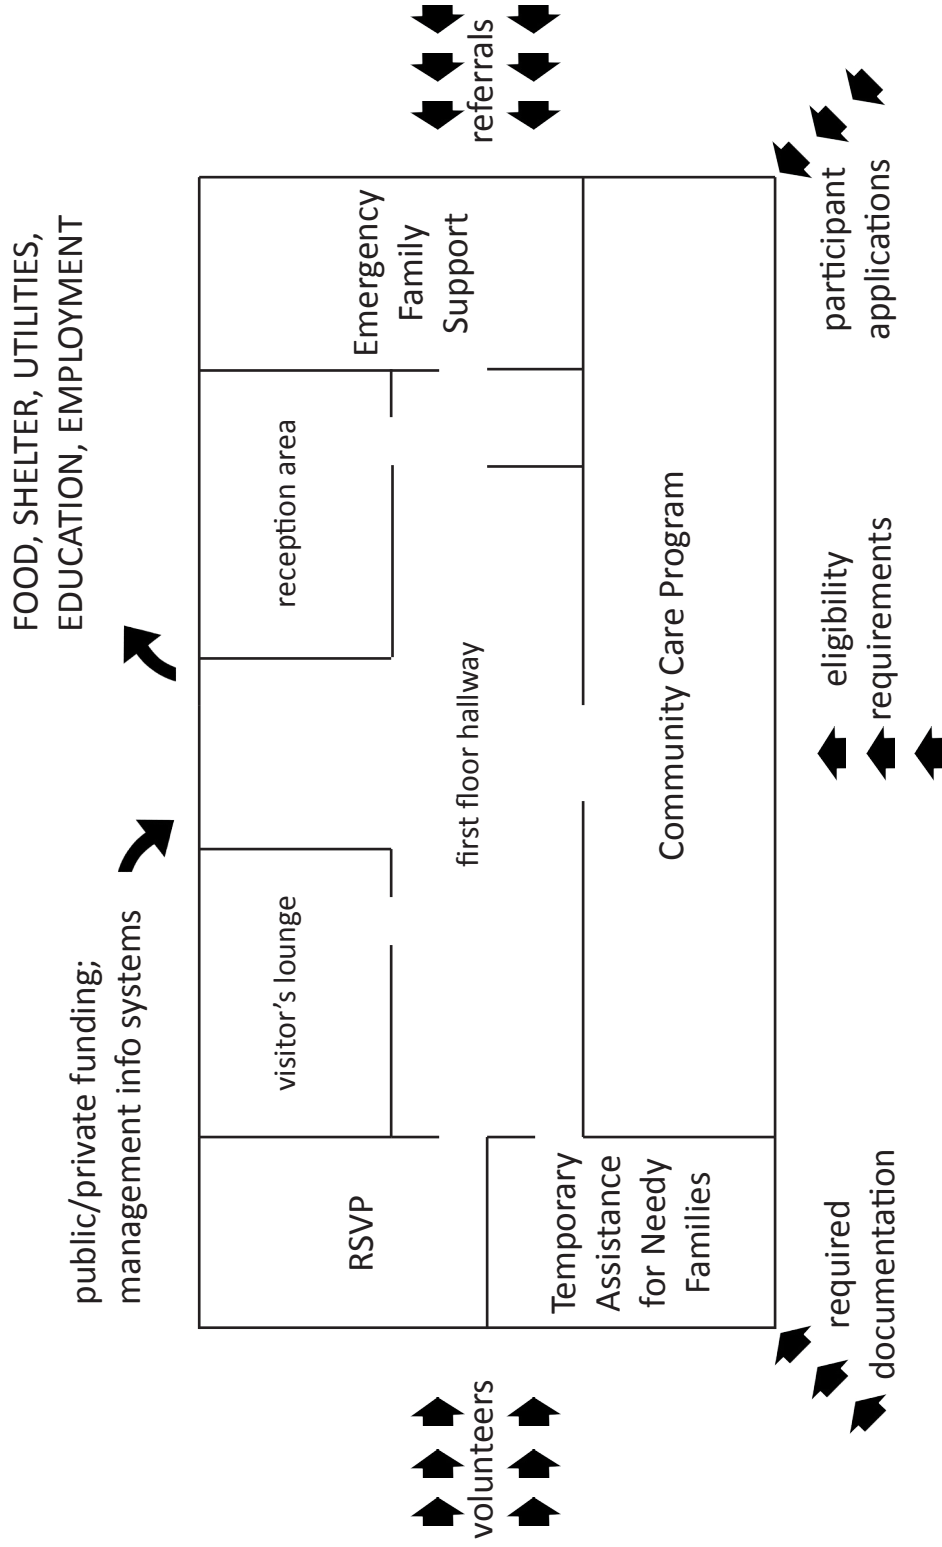 public/private funding;
management info systems
FOOD, SHELTER, UTILITIES,
EDUCATION, EMPLOYMENT
RSVP
visitor’s lounge
reception area
Emergency
Family
Support
volunteers
first floor hallway
referrals
Temporary
Assistance
for Needy
Families
Community Care Program
required
documentation
eligibility
requirements
participant
applications